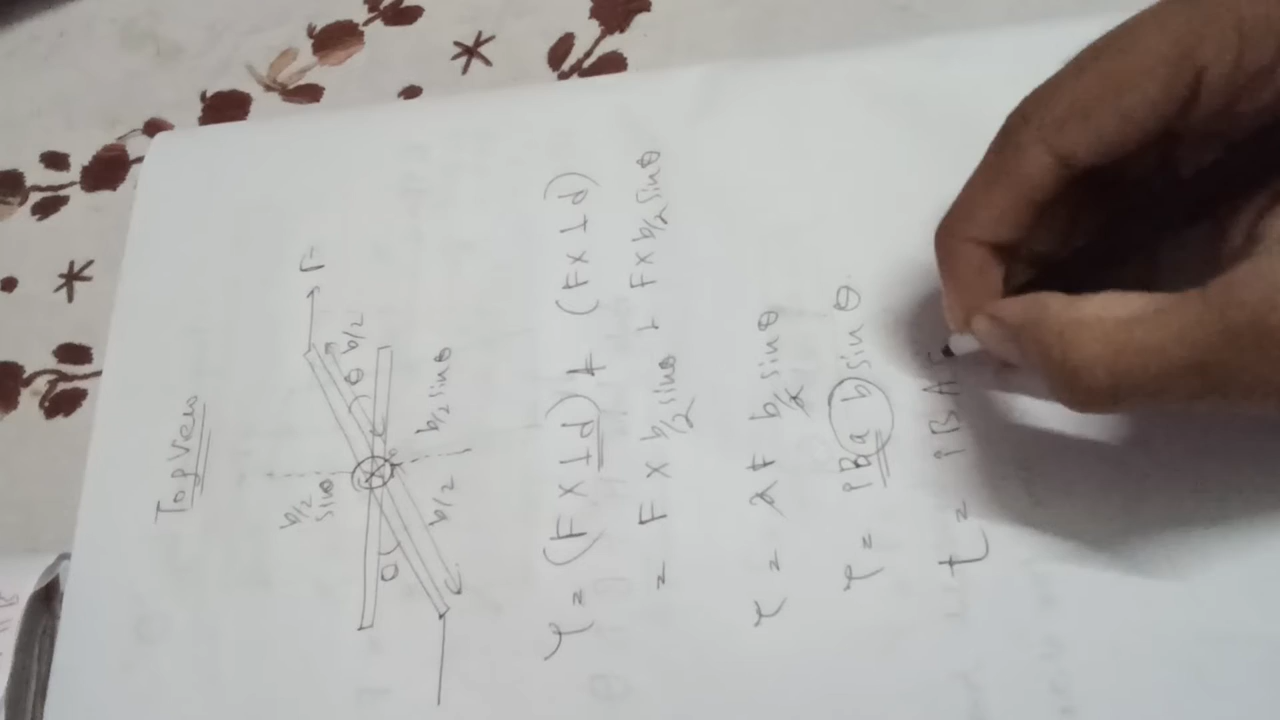 Top View
F
b/2
θ
b/2 sinθ
b/2 sinθ
b/2
θ
τ = (F X ⊥d) + (F X ⊥d)
= F X b/2 sinθ + F X b/2 sinθ
τ = 2F b/2 sinθ
τ = iBa b sinθ
τ = iBA